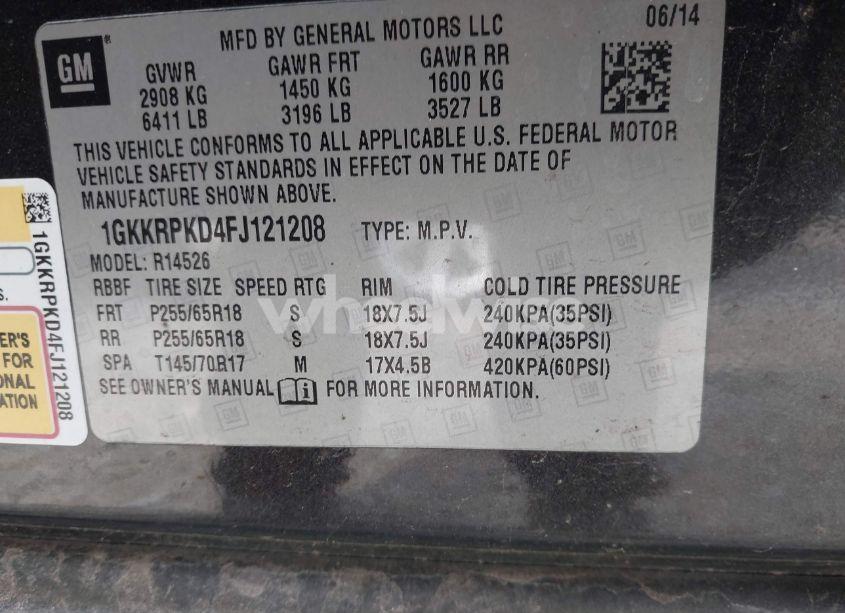 GM
MFD BY GENERAL MOTORS LLC
06/14
GVWR
GAWR FRT
GAWR RR
2908 KG
1450 KG
1600 KG
6411 LB
3196 LB
3527 LB
THIS VEHICLE CONFORMS TO ALL APPLICABLE U.S. FEDERAL MOTOR
VEHICLE SAFETY STANDARDS IN EFFECT ON THE DATE OF
MANUFACTURE SHOWN ABOVE.
1GKKRPKD4FJ121208 TYPE: M.P.V.
MODEL: R14526
RBBF TIRE SIZE SPEED RTG RIM COLD TIRE PRESSURE
FRT P255/65R18 S 18X7.5J 240KPA(35PSI)
RR P255/65R18 S 18X7.5J 240KPA(35PSI)
SPA T145/70R17 M 17X4.5B 420KPA(60PSI)
SEE OWNER'S MANUAL FOR MORE INFORMATION.
1GKKRPKD4FJ121208
FOR
wheelwise